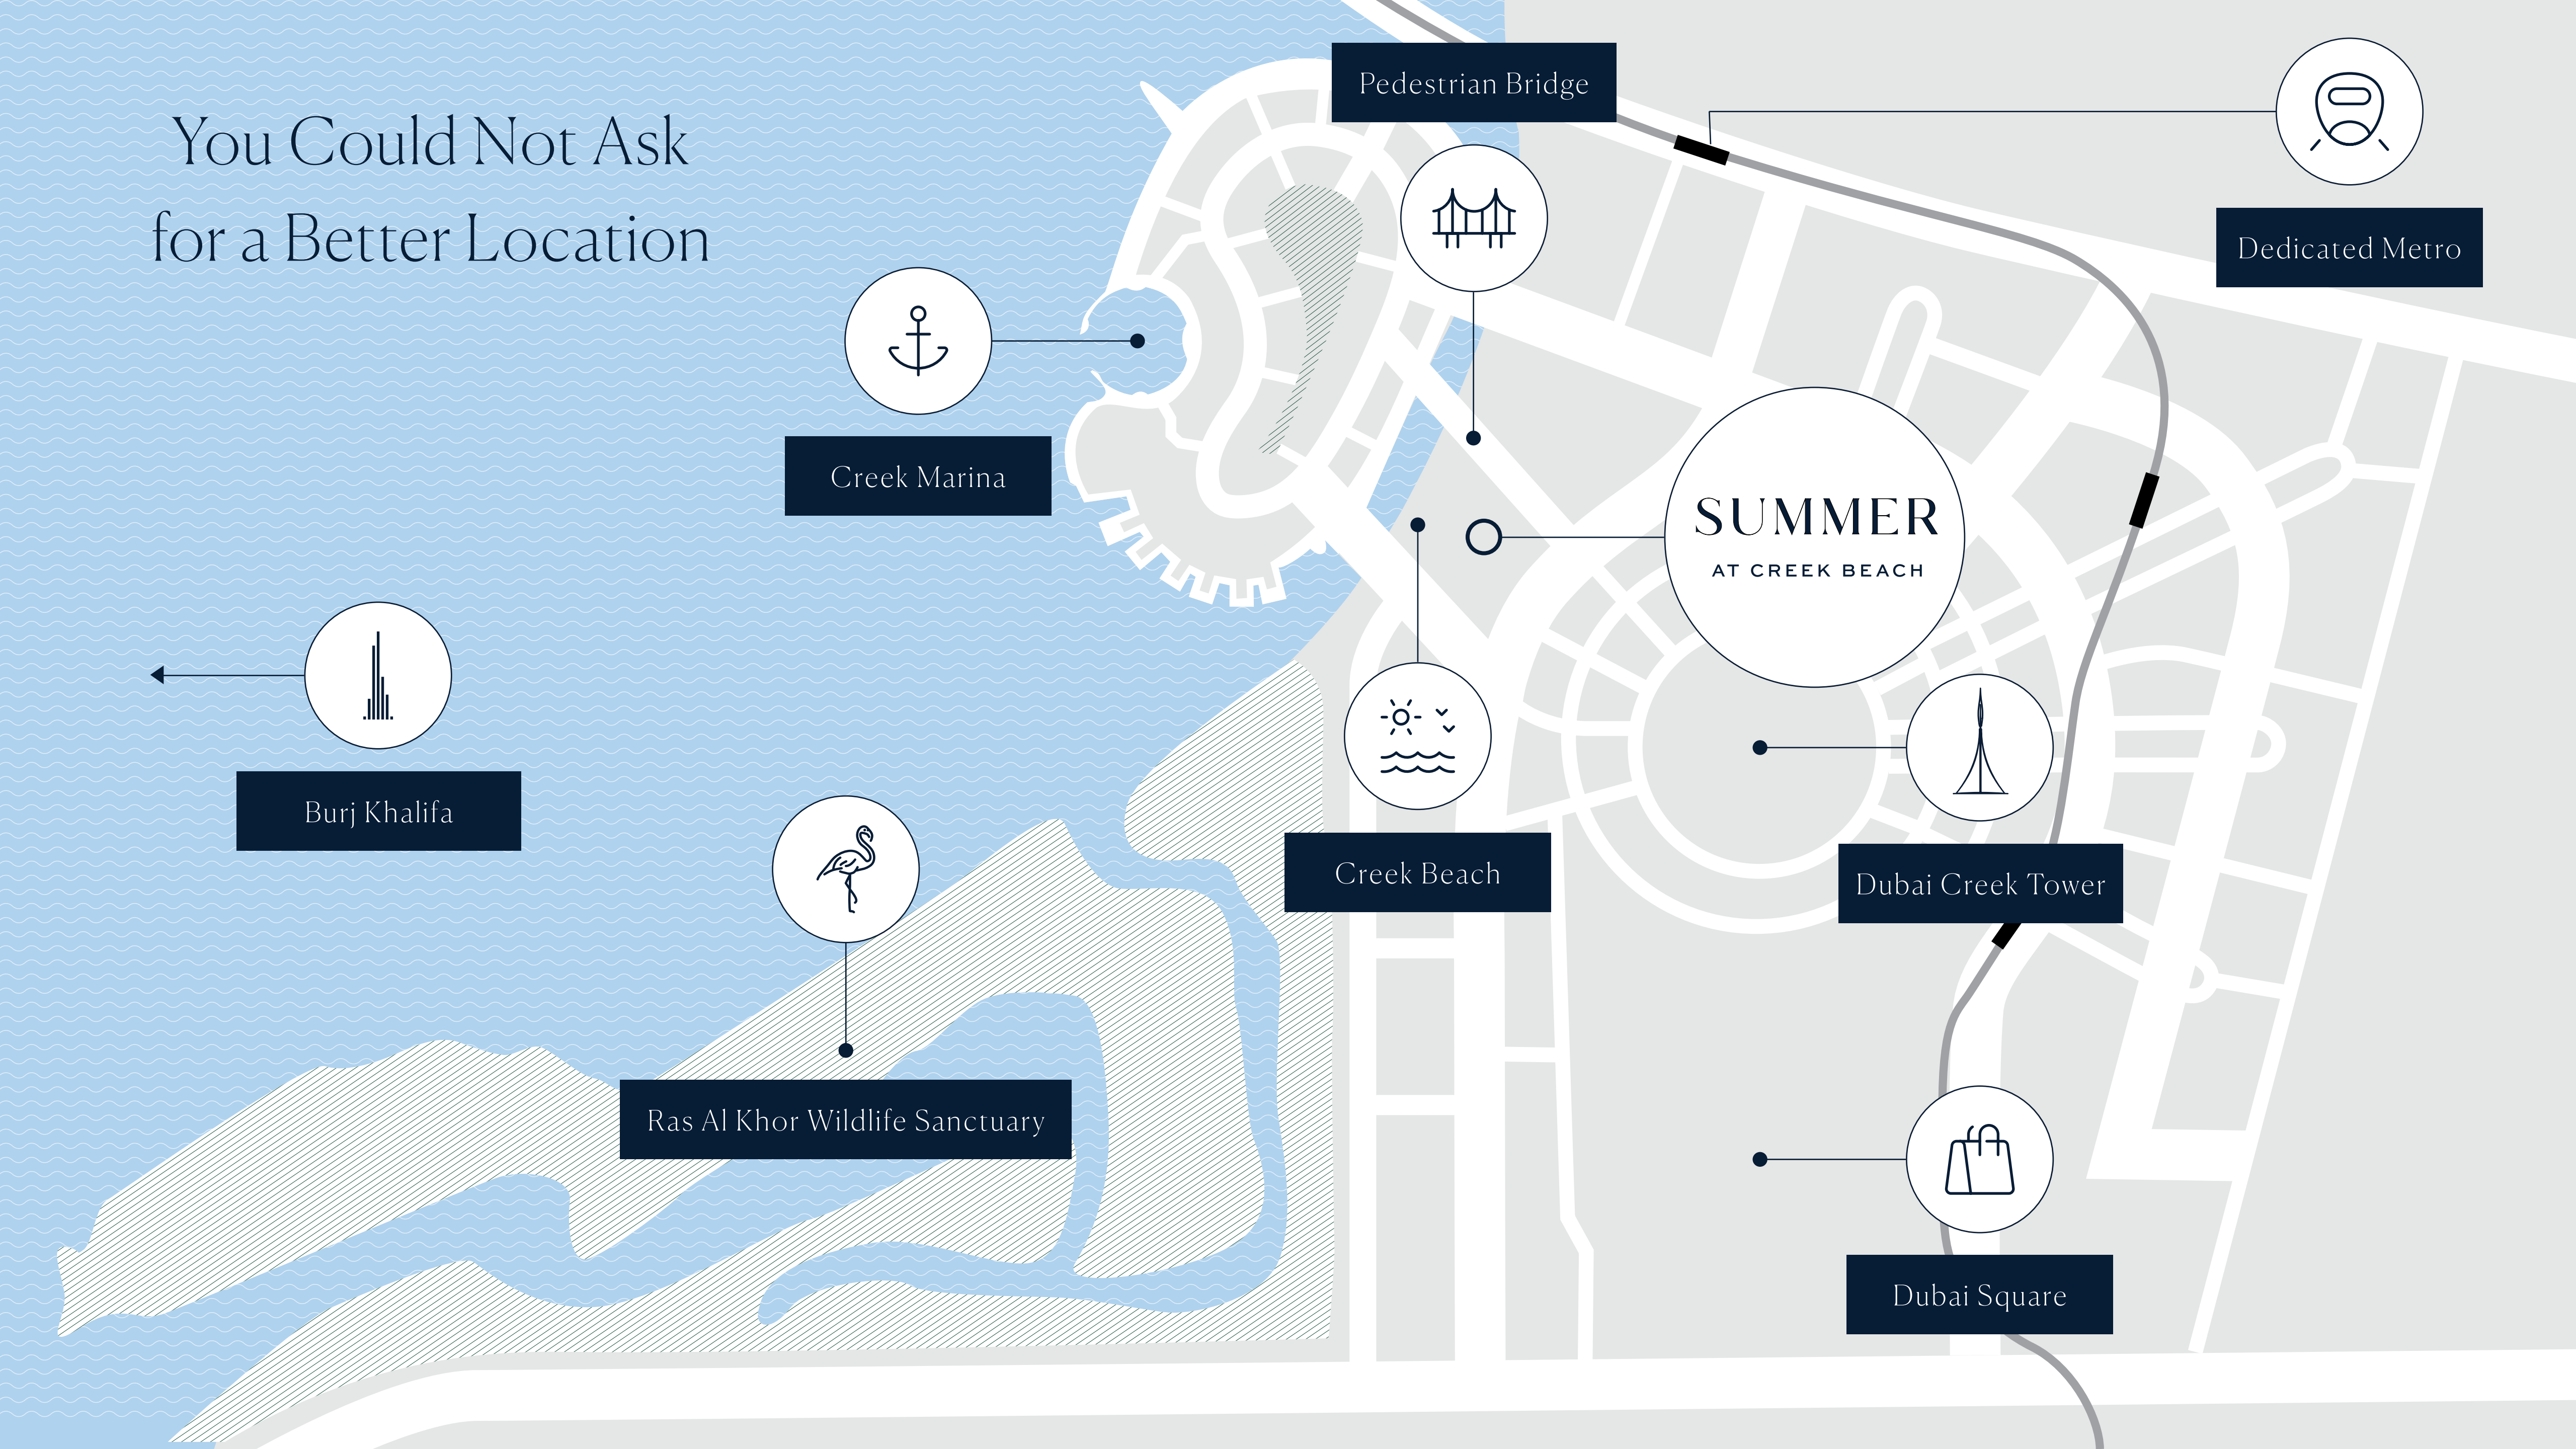 You Could Not Ask
for a Better Location
Pedestrian Bridge
Dedicated Metro
Creek Marina
SUMMER
AT CREEK BEACH
Burj Khalifa
Creek Beach
Dubai Creek Tower
Ras Al Khor Wildlife Sanctuary
Dubai Square